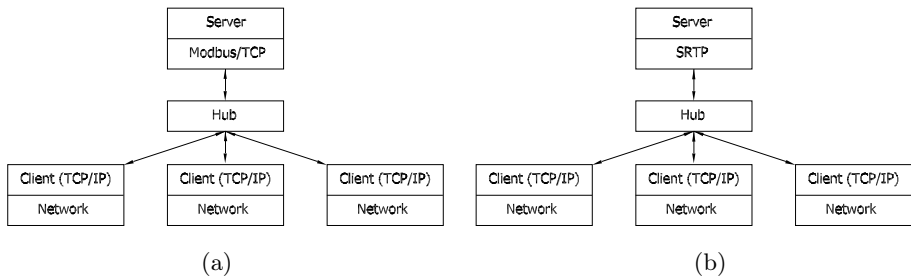 Server
Modbus/TCP
Hub
Client (TCP/IP)
Network
Client (TCP/IP)
Network
Client (TCP/IP)
Network
(a)
Server
SRTP
Hub
Client (TCP/IP)
Network
Client (TCP/IP)
Network
Client (TCP/IP)
Network
(b)